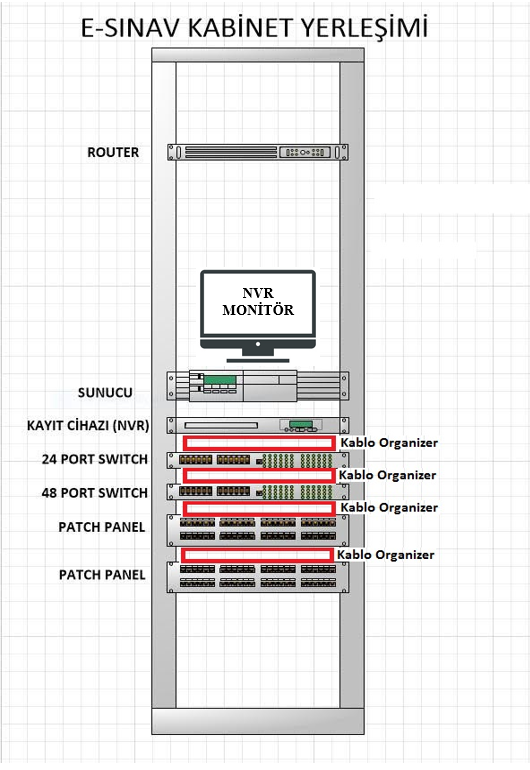 E-SINAV KABİNET YERLEŞİMİ
ROUTER
NVR
MONİTÖR
SUNUCU
KAYIT CİHAZI (NVR)
Kablo Organizer
24 PORT SWITCH
Kablo Organizer
48 PORT SWITCH
Kablo Organizer
PATCH PANEL
Kablo Organizer
PATCH PANEL